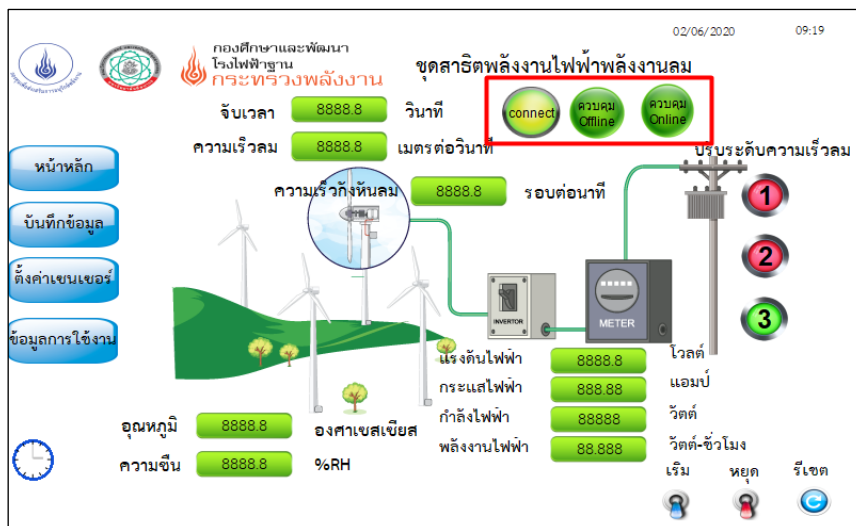 02/06/2020 09:19
กองศึกษาและพัฒนา
โรงไฟฟ้าฐาน
กระทรวงพลังงาน
ชุดสาธิตพลังงานไฟฟ้าพลังงานลม
จับเวลา 8888.8 วินาที
connect
ควบคุม Offline
ควบคุม Online
ความเร็วลม 8888.8 เมตรต่อวินาที
ปรับระดับความเร็วลม
หน้าหลัก
ความเร็วกังหันลม 8888.8 รอบต่อนาที
1
บันทึกข้อมูล
2
ตั้งค่าเซนเซอร์
INVERTOR
METER
3
ข้อมูลการใช้งาน
แรงดันไฟฟ้า 8888.8 โวลต์
กระแสไฟฟ้า 888.88 แอมป์
กำลังไฟฟ้า 88888 วัตต์
พลังงานไฟฟ้า 88.888 วัตต์-ชั่วโมง
อุณหภูมิ 8888.8 องศาเซสเซียส
ความชืน 8888.8 %RH
เริ่ม หยุด รีเซต